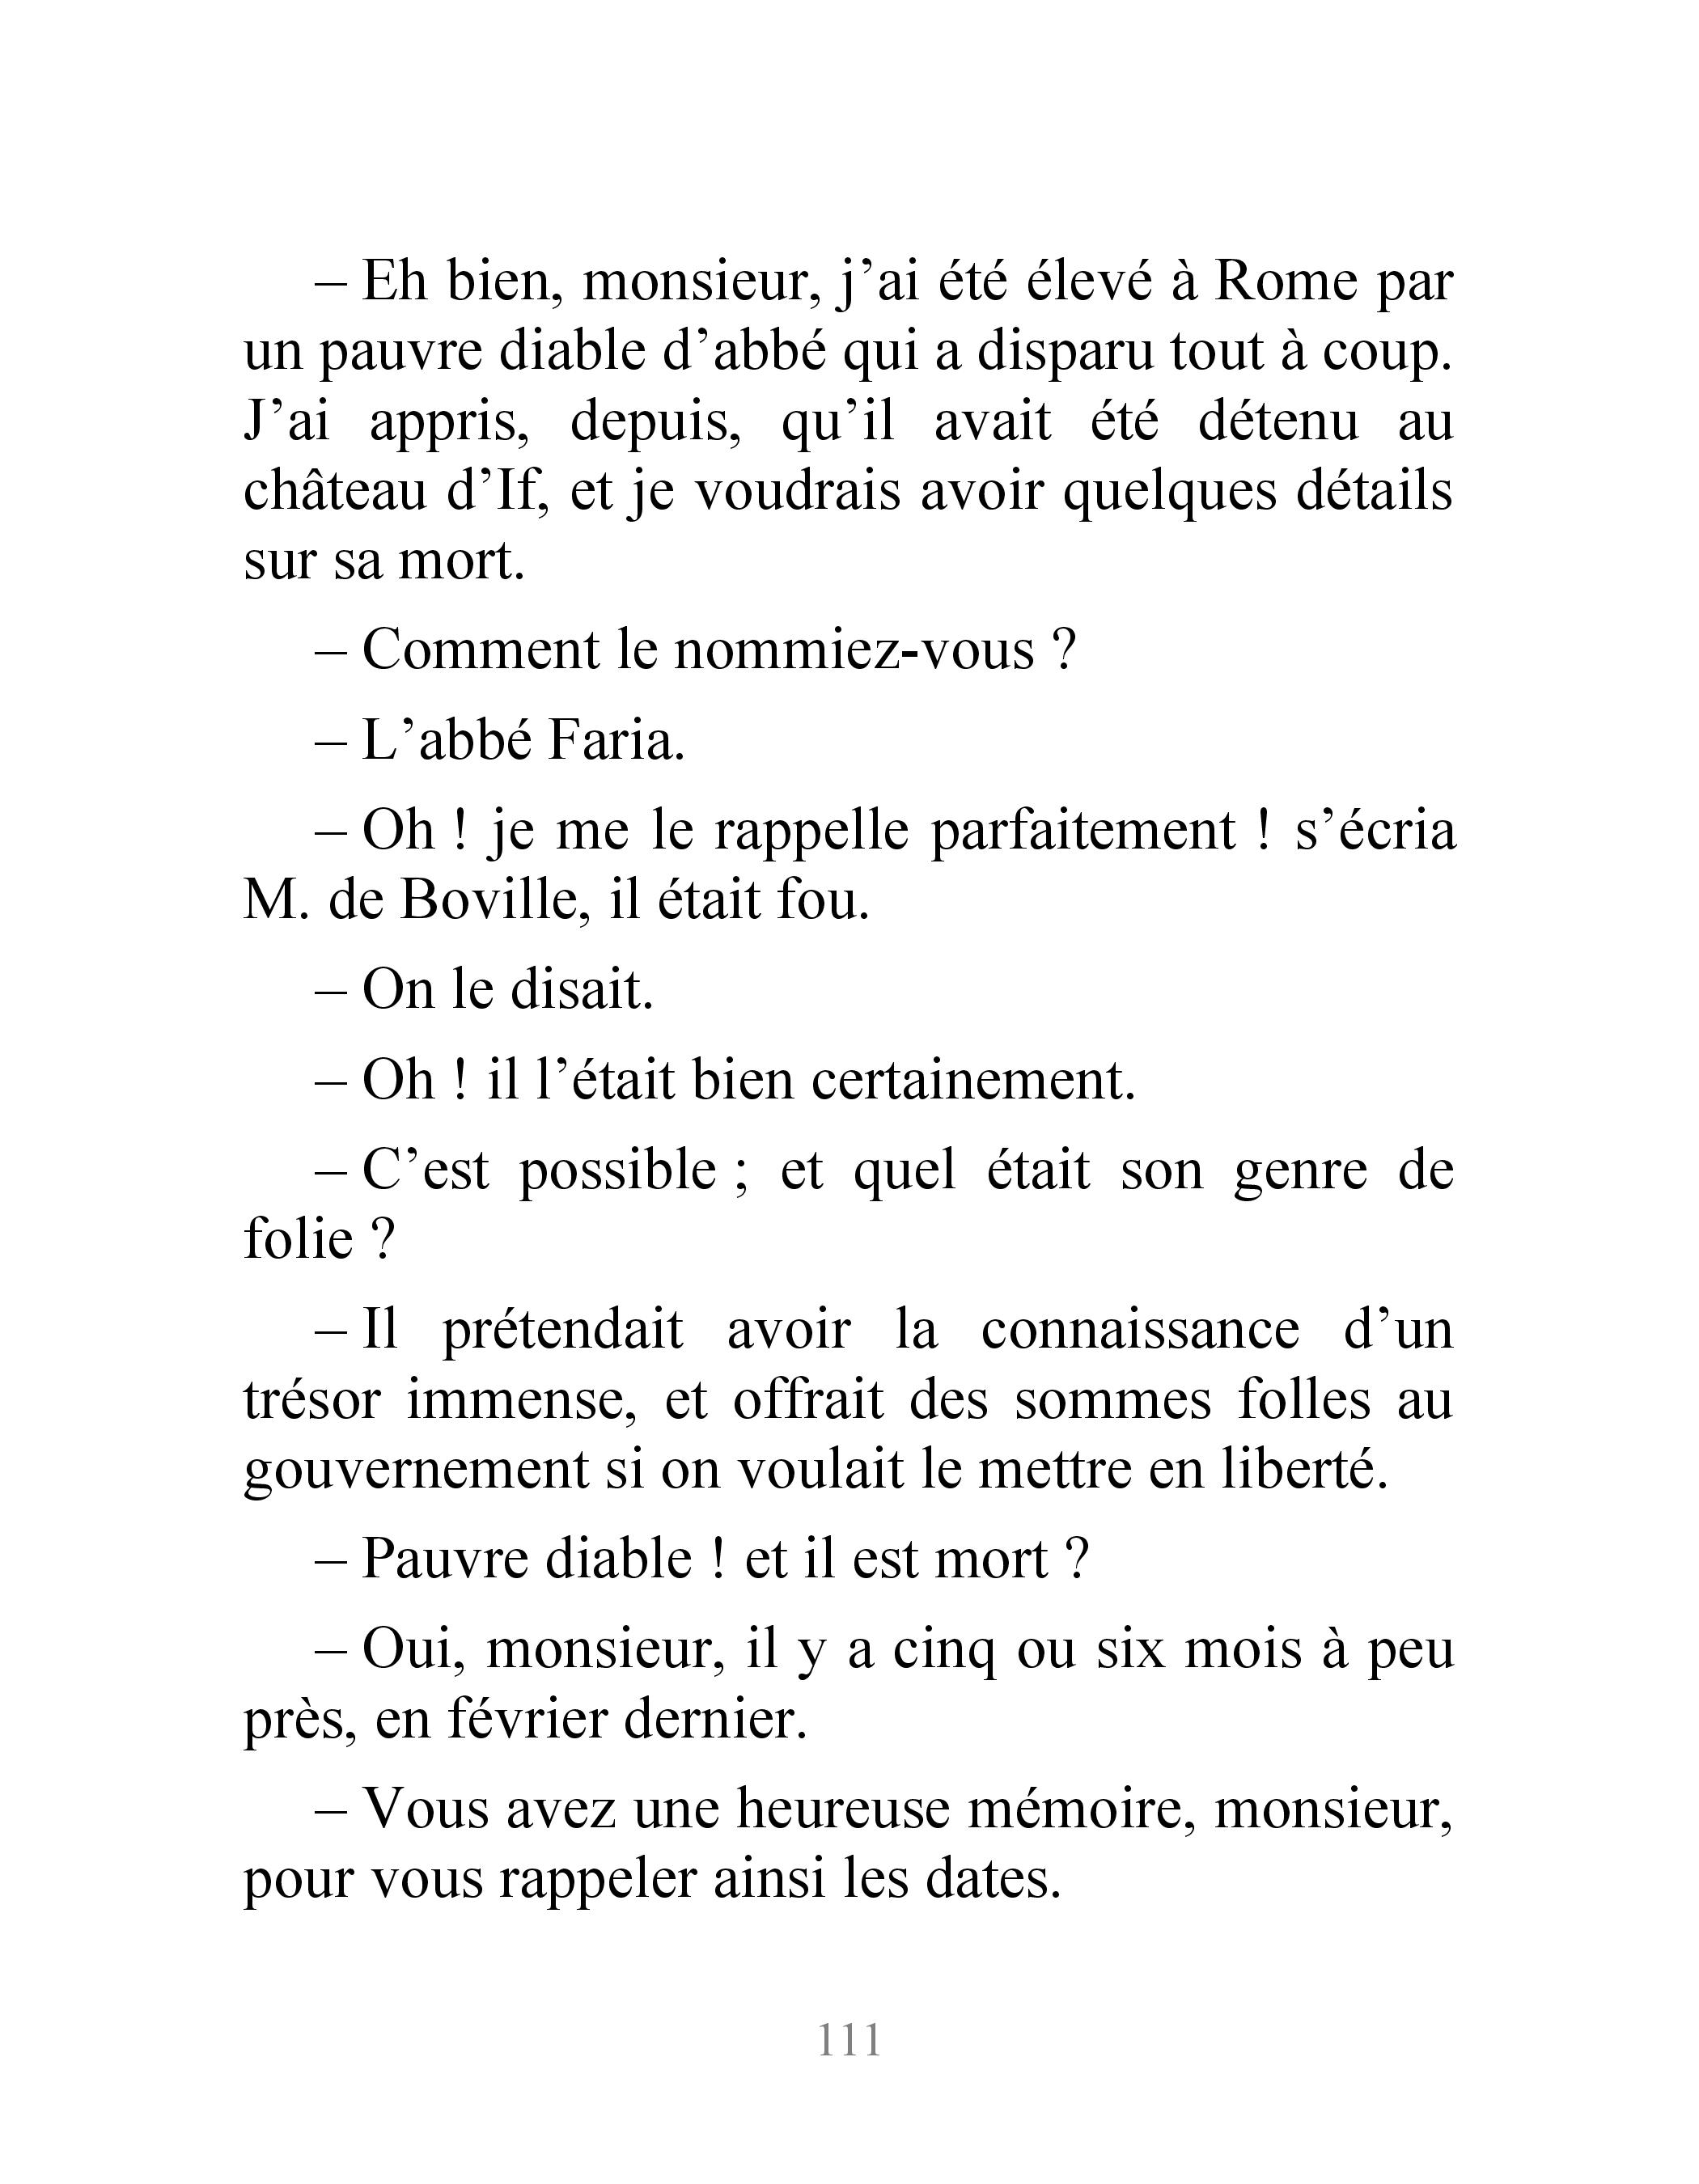 – Eh bien, monsieur, j’ai été élevé à Rome par
un pauvre diable d’abbé qui a disparu tout à coup.
J’ai appris, depuis, qu’il avait été détenu au
château d’If, et je voudrais avoir quelques détails
sur sa mort.
– Comment le nommiez-vous ?
– L’abbé Faria.
– Oh ! je me le rappelle parfaitement ! s’écria
M. de Boville, il était fou.
– On le disait.
– Oh ! il l’était bien certainement.
– C’est possible ; et quel était son genre de
folie ?
– Il prétendait avoir la connaissance d’un
trésor immense, et offrait des sommes folles au
gouvernement si on voulait le mettre en liberté.
– Pauvre diable ! et il est mort ?
– Oui, monsieur, il y a cinq ou six mois à peu
près, en février dernier.
– Vous avez une heureuse mémoire, monsieur,
pour vous rappeler ainsi les dates.
111